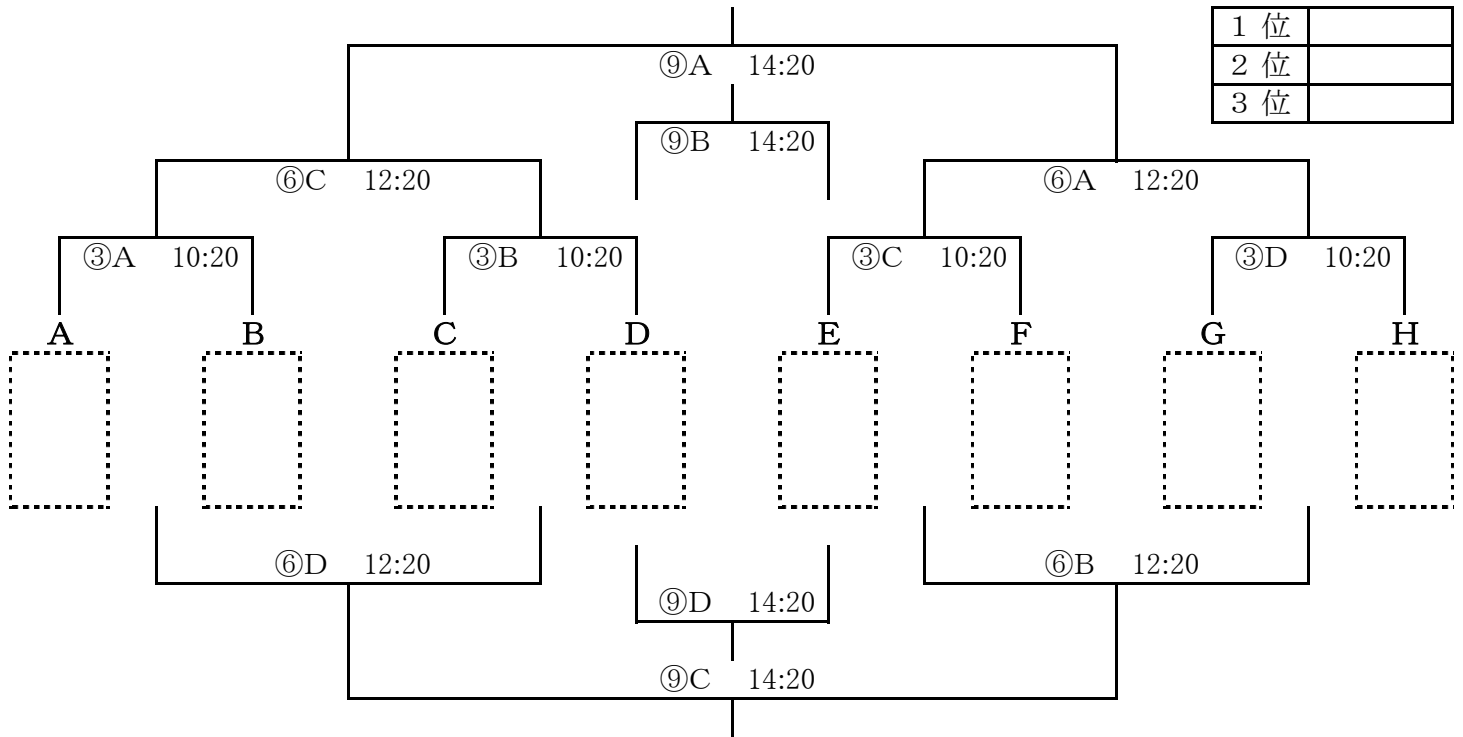 1 位
2 位
3 位
⑨A 14:20
⑨B 14:20
⑥C 12:20
⑥A 12:20
③A 10:20
③B 10:20
③C 10:20
③D 10:20
A B C D E F G H
⑥D 12:20
⑥B 12:20
⑨D 14:20
⑨C 14:20